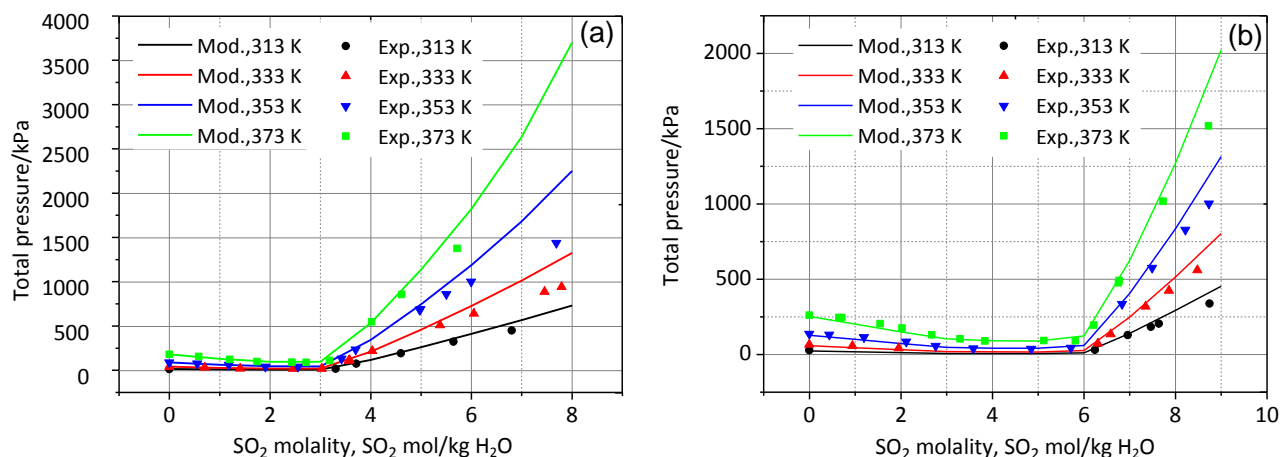 (a)
Mod.,313 K
Exp.,313 K
Mod.,333 K
Exp.,333 K
Mod.,353 K
Exp.,353 K
Mod.,373 K
Exp.,373 K
Total pressure/kPa
4000
3500
3000
2500
2000
1500
1000
500
0
0 2 4 6 8
SO₂ molality, SO₂ mol/kg H₂O
(b)
Mod.,313 K
Exp.,313 K
Mod.,333 K
Exp.,333 K
Mod.,353 K
Exp.,353 K
Mod.,373 K
Exp.,373 K
Total pressure/kPa
2000
1500
1000
500
0
0 2 4 6 8 10
SO₂ molality, SO₂ mol/kg H₂O